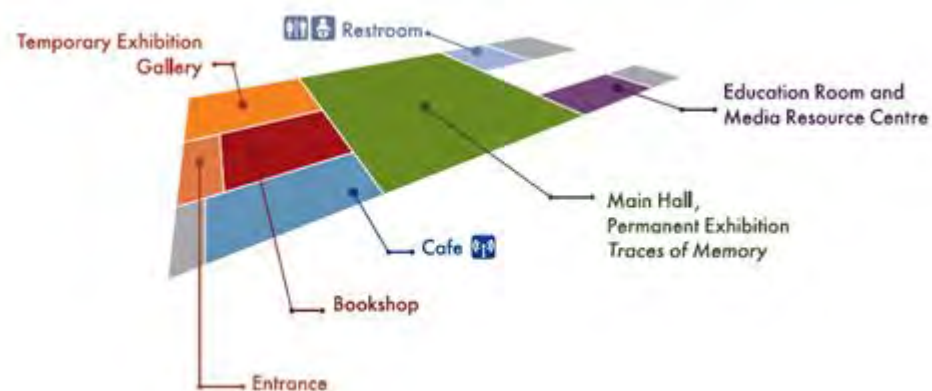 Restroom
Temporary Exhibition
Gallery
Education Room and
Media Resource Centre
Main Hall,
Permanent Exhibition
Traces of Memory
Cafe
Bookshop
Entrance